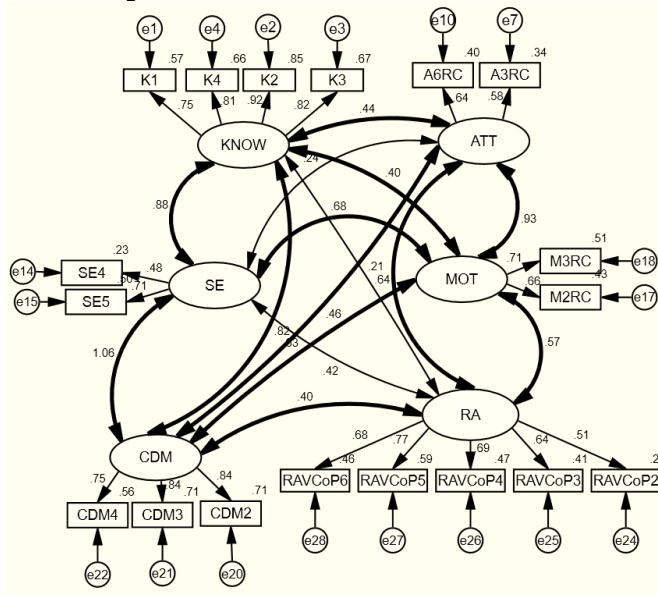 e1 e4 e2 e3 e10 e7
.57 .66 .85 .67 .40 .34
K1 K4 K2 K3 A6RC A3RC
.75 .81 .92 .82 .64 .58
.44
KNOW ATT
.24
.40
.88 .68 .93
.23 .51
e14 SE4 .48 SE .21 MOT .71 M3RC e18
.64 .43
e15 SE5 .71 .66 M2RC e17
.46
1.06 .82 .57
.42
.40
RA
CDM .68 .77 .69 .64 .51
.46 .59 .47 .41
.75 .84 .84 RAVCoP6 RAVCoP5 RAVCoP4 RAVCoP3 RAVCoP2
.56 .71 .71
CDM4 CDM3 CDM2
e28 e27 e26 e25 e24
e22 e21 e20